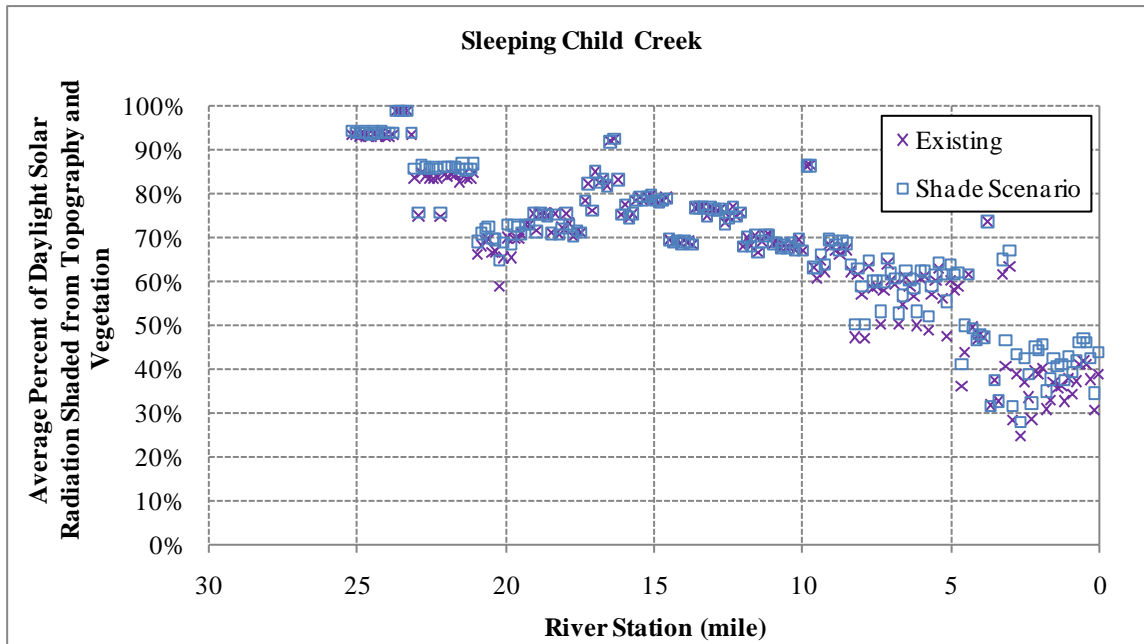 Sleeping Child Creek
Average Percent of Daylight Solar
Radiation Shaded from Topography and
Vegetation
100%
90%
80%
70%
60%
50%
40%
30%
20%
10%
0%
Existing
Shade Scenario
30
25
20
15
10
5
0
River Station (mile)